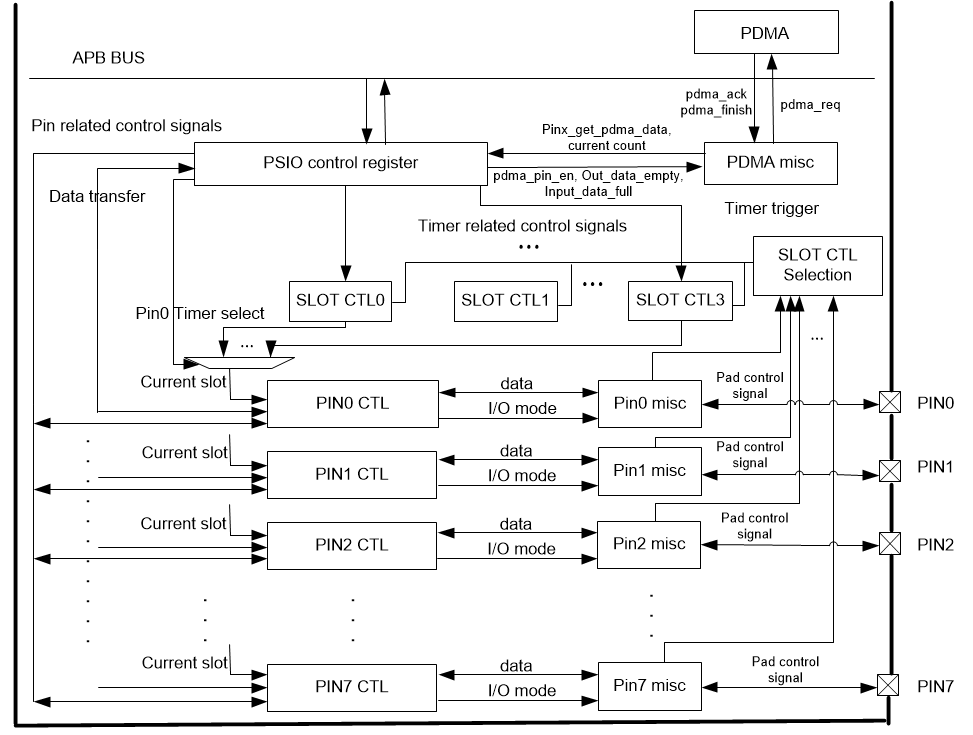 PDMA
APB BUS
pdma_ack
pdma_finish
pdma_req
Pin related control signals
Pinx_get_pdma_data,
current count
PSIO control register
PDMA misc
pdma_pin_en, Out_data_empty,
Input_data_full
Data transfer
Timer trigger
Timer related control signals
...
SLOT CTL
Selection
SLOT CTL0
SLOT CTL1
...
SLOT CTL3
Pin0 Timer select
...
...
Current slot
PIN0 CTL
data
I/O mode
Pin0 misc
Pad control
signal
PIN0
Current slot
PIN1 CTL
data
I/O mode
Pin1 misc
Pad control
signal
PIN1
Current slot
PIN2 CTL
data
I/O mode
Pin2 misc
Pad control
signal
PIN2
Current slot
PIN7 CTL
data
I/O mode
Pin7 misc
Pad control
signal
PIN7